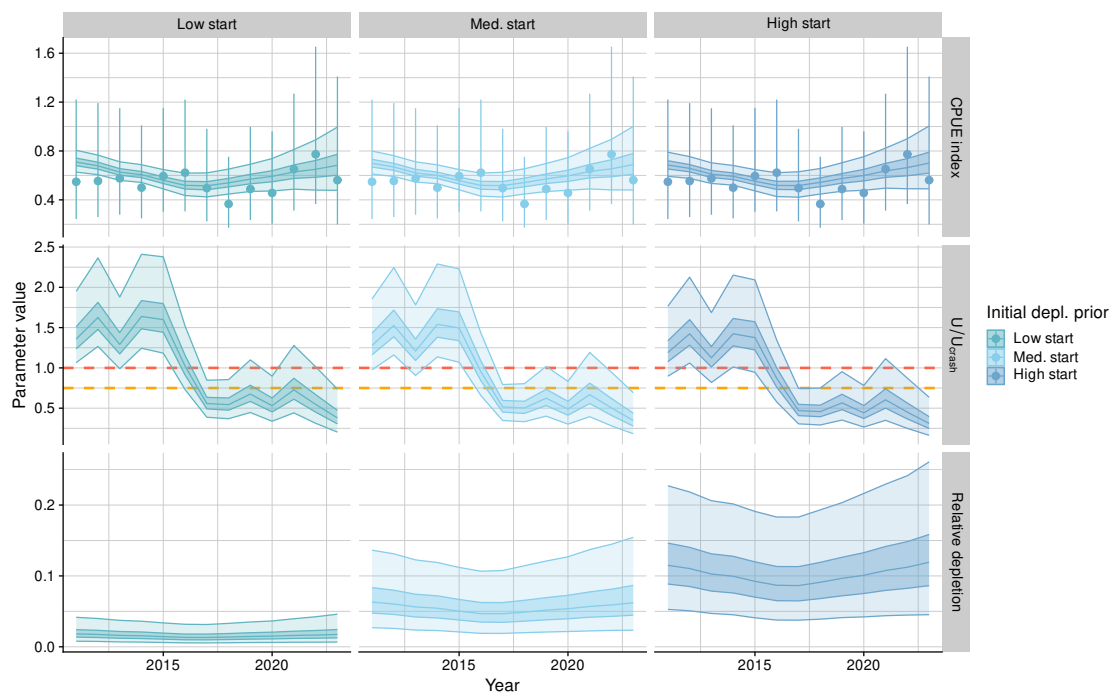 Low start
Med. start
High start
1.6
1.2
0.8
0.4
CPUE index
2.5
2.0
1.5
1.0
0.5
U/Ucrash
0.2
0.1
0.0
Relative depletion
Parameter value
2015
2020
2015
2020
2015
2020
Year
Initial depl. prior
Low start
Med. start
High start